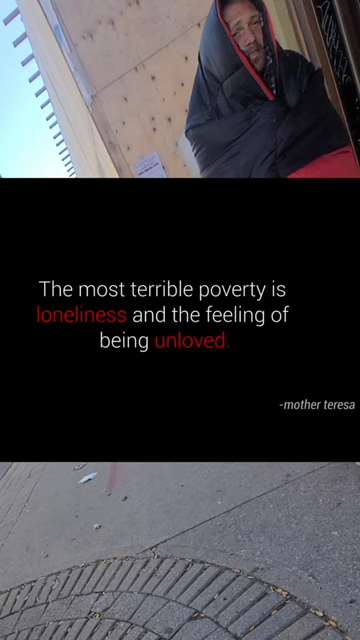 The most terrible poverty is
loneliness and the feeling of
being unloved.
-mother teresa